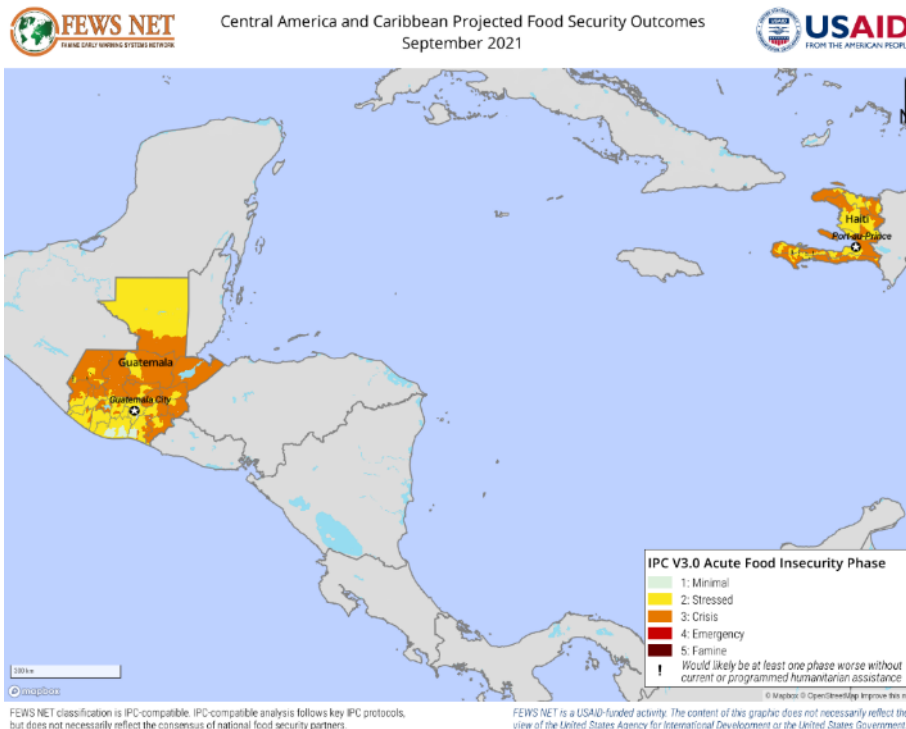 FEWS NET
FAMINE EARLY WARNING SYSTEMS NETWORK
Central America and Caribbean Projected Food Security Outcomes
September 2021
USAID
FROM THE AMERICAN PEOPLE
N
Haiti
Port-au-Prince
Guatemala
Guatemala City
IPC V3.0 Acute Food Insecurity Phase
1: Minimal
2: Stressed
3: Crisis
4: Emergency
5: Famine
! Would likely be at least one phase worse without
current or programmed humanitarian assistance
mapbox
© Mapbox © OpenStreetMap Improve this
FEWS NET classification is IPC-compatible. IPC-compatible analysis follows key IPC protocols,
but does not necessarily reflect the consensus of national food security partners.
FEWS NET is a USAID-funded activity. The content of this graphic does not necessarily reflect the
view of the United States Agency for International Development or the United States Government